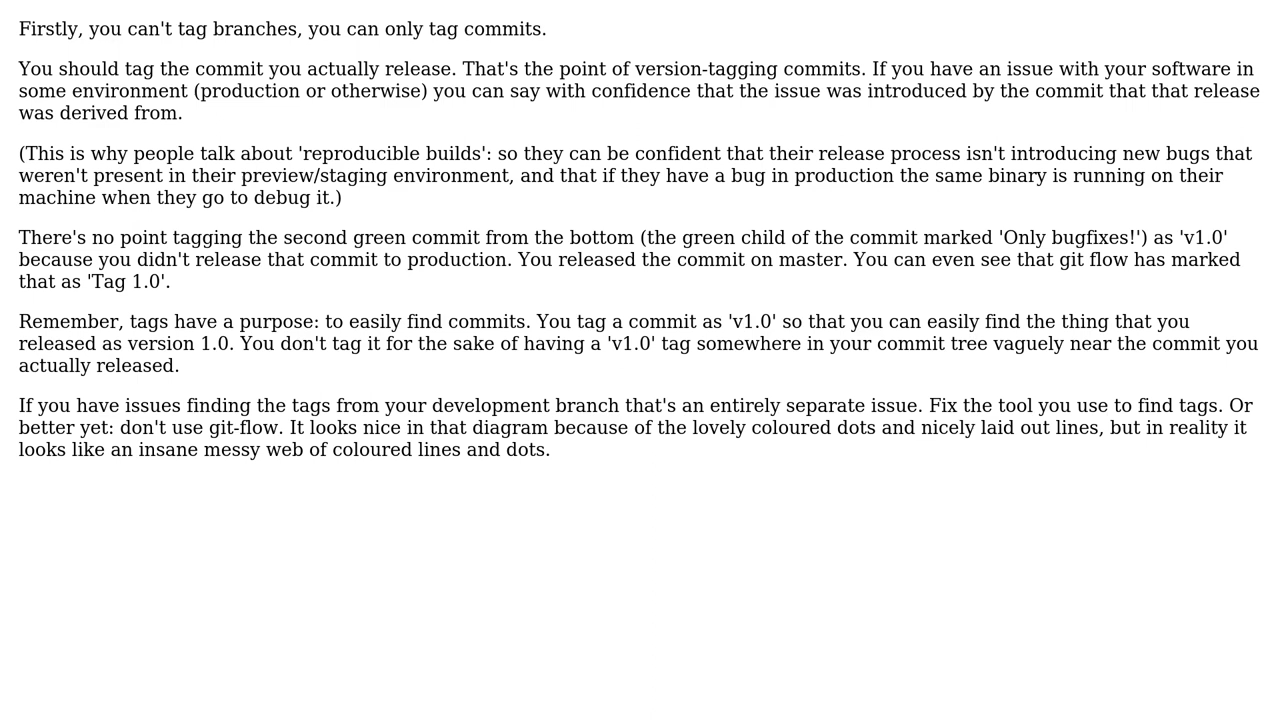 Firstly, you can't tag branches, you can only tag commits.
You should tag the commit you actually release. That's the point of version-tagging commits. If you have an issue with your software in
some environment (production or otherwise) you can say with confidence that the issue was introduced by the commit that that release
was derived from.
(This is why people talk about 'reproducible builds': so they can be confident that their release process isn't introducing new bugs that
weren't present in their preview/staging environment, and that if they have a bug in production the same binary is running on their
machine when they go to debug it.)
There's no point tagging the second green commit from the bottom (the green child of the commit marked 'Only bugfixes!') as 'v1.0'
because you didn't release that commit to production. You released the commit on master. You can even see that git flow has marked
that as 'Tag 1.0'.
Remember, tags have a purpose: to easily find commits. You tag a commit as 'v1.0' so that you can easily find the thing that you
released as version 1.0. You don't tag it for the sake of having a 'v1.0' tag somewhere in your commit tree vaguely near the commit you
actually released.
If you have issues finding the tags from your development branch that's an entirely separate issue. Fix the tool you use to find tags. Or
better yet: don't use git-flow. It looks nice in that diagram because of the lovely coloured dots and nicely laid out lines, but in reality it
looks like an insane messy web of coloured lines and dots.